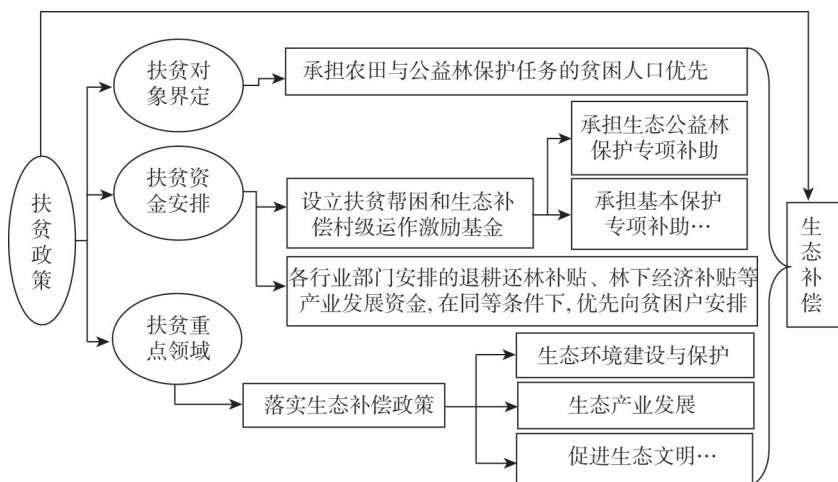 扶贫政策
扶贫对
象界定
承担农田与公益林保护任务的贫困人口优先
扶贫资
金安排
设立扶贫帮困和生态补
偿村级运作激励基金
承担生态公益林
保护专项补助
承担基本保护
专项补助…
各行业部门安排的退耕还林补贴、林下经济补贴等
产业发展资金,在同等条件下,优先向贫困户安排
扶贫重
点领域
落实生态补偿政策
生态环境建设与保护
生态产业发展
促进生态文明…
生态补偿